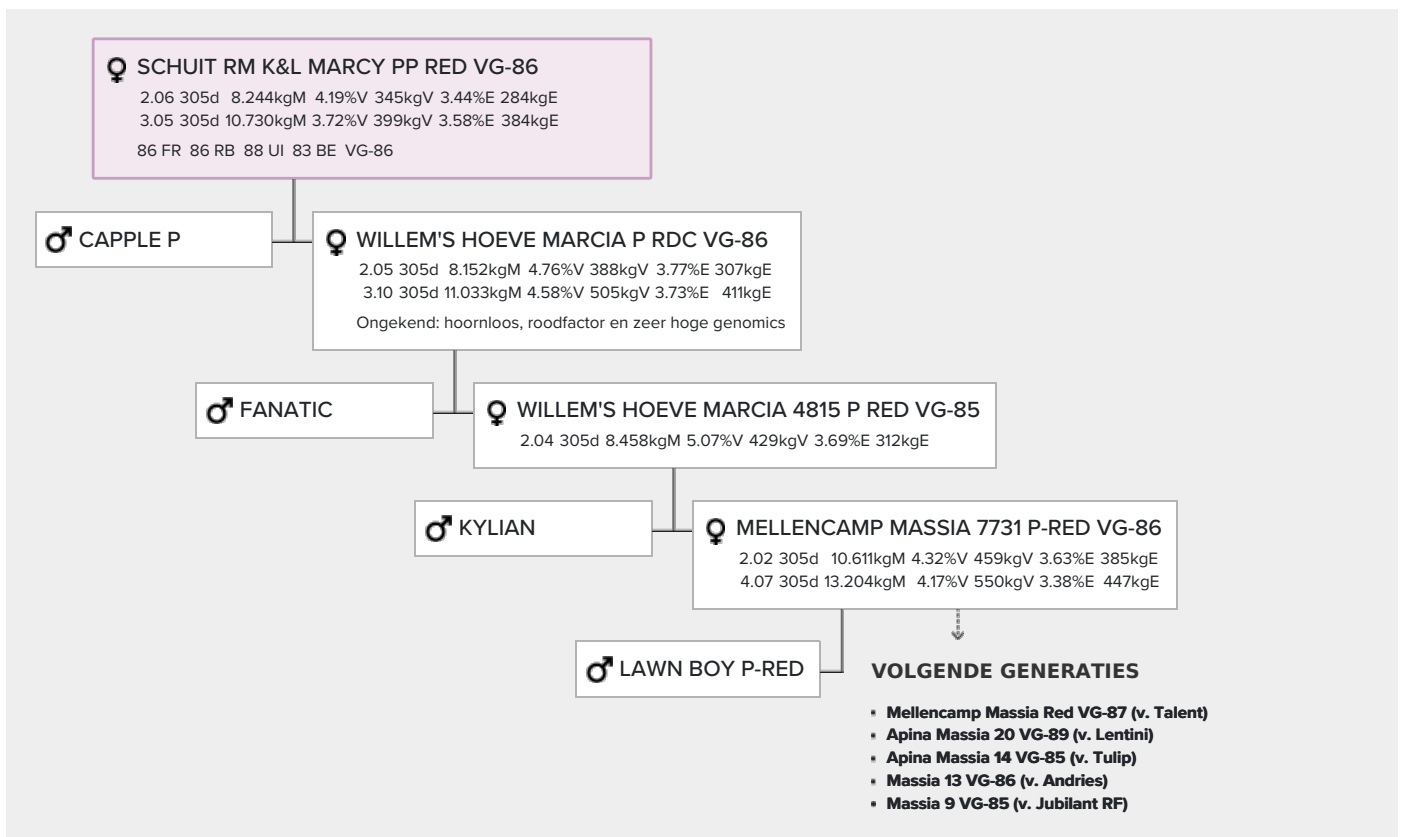 SCHUIT RM K&L MARCY PP RED VG-86
2.06 305d 8.244kgM 4.19%V 345kgV 3.44%E 284kgE
3.05 305d 10.730kgM 3.72%V 399kgV 3.58%E 384kgE
86 FR 86 RB 88 UI 83 BE VG-86
CAPPLE P
WILLEM'S HOEVE MARCIA P RDC VG-86
2.05 305d 8.152kgM 4.76%V 388kgV 3.77%E 307kgE
3.10 305d 11.033kgM 4.58%V 505kgV 3.73%E 411kgE
Ongekend: hoornloos, roodfactor en zeer hoge genomics
FANATIC
WILLEM'S HOEVE MARCIA 4815 P RED VG-85
2.04 305d 8.458kgM 5.07%V 429kgV 3.69%E 312kgE
KYLIAN
MELLENCAMP MASSIA 7731 P-RED VG-86
2.02 305d 10.611kgM 4.32%V 459kgV 3.63%E 385kgE
4.07 305d 13.204kgM 4.17%V 550kgV 3.38%E 447kgE
LAWN BOY P-RED
VOLGENDE GENERATIES
Mellencamp Massia Red VG-87 (v. Talent)
Apina Massia 20 VG-89 (v. Lentini)
Apina Massia 14 VG-85 (v. Tulip)
Massia 13 VG-86 (v. Andries)
Massia 9 VG-85 (v. Jubilant RF)